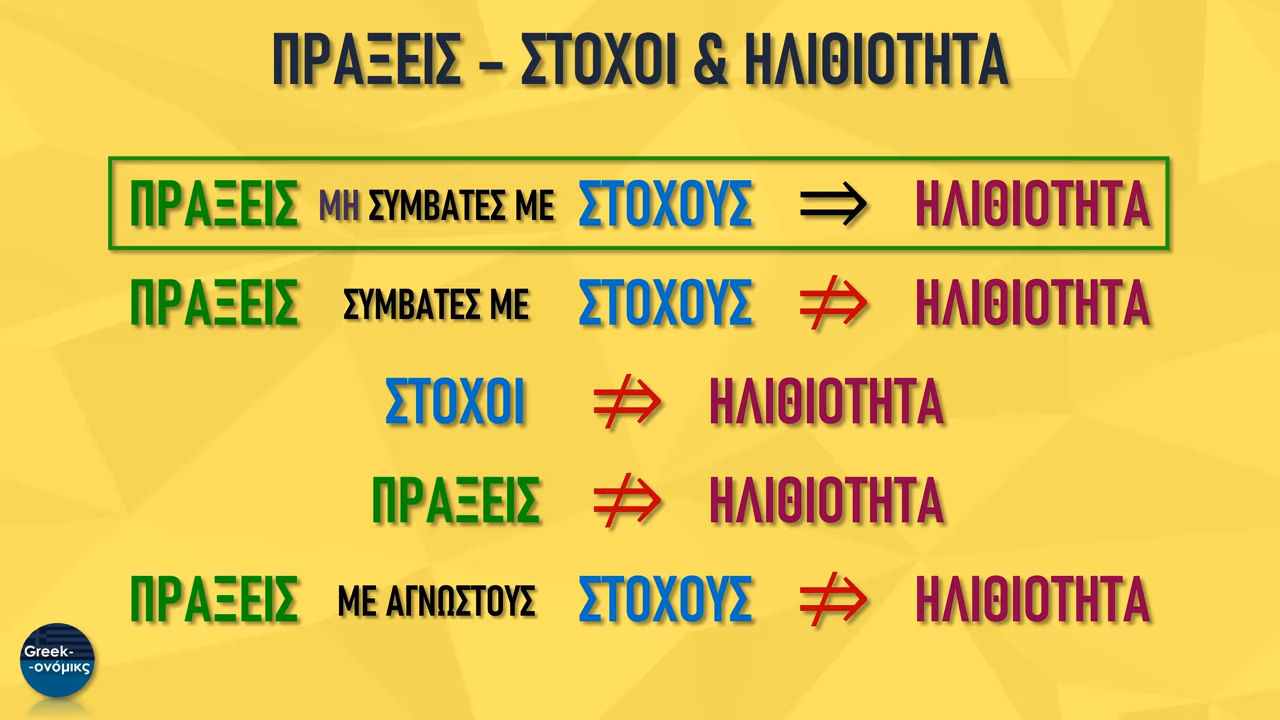 ΠΡΑΞΕΙΣ – ΣΤΟΧΟΙ & ΗΛΙΘΙΟΤΗΤΑ
ΠΡΑΞΕΙΣ ΜΗ ΣΥΜΒΑΤΕΣ ΜΕ ΣΤΟΧΟΥΣ ⇒ ΗΛΙΘΙΟΤΗΤΑ
ΠΡΑΞΕΙΣ ΣΥΜΒΑΤΕΣ ΜΕ ΣΤΟΧΟΥΣ ⇏ ΗΛΙΘΙΟΤΗΤΑ
ΣΤΟΧΟΙ ⇏ ΗΛΙΘΙΟΤΗΤΑ
ΠΡΑΞΕΙΣ ⇏ ΗΛΙΘΙΟΤΗΤΑ
ΠΡΑΞΕΙΣ ΜΕ ΑΓΝΩΣΤΟΥΣ ΣΤΟΧΟΥΣ ⇏ ΗΛΙΘΙΟΤΗΤΑ
Greek-
-ονόμικς